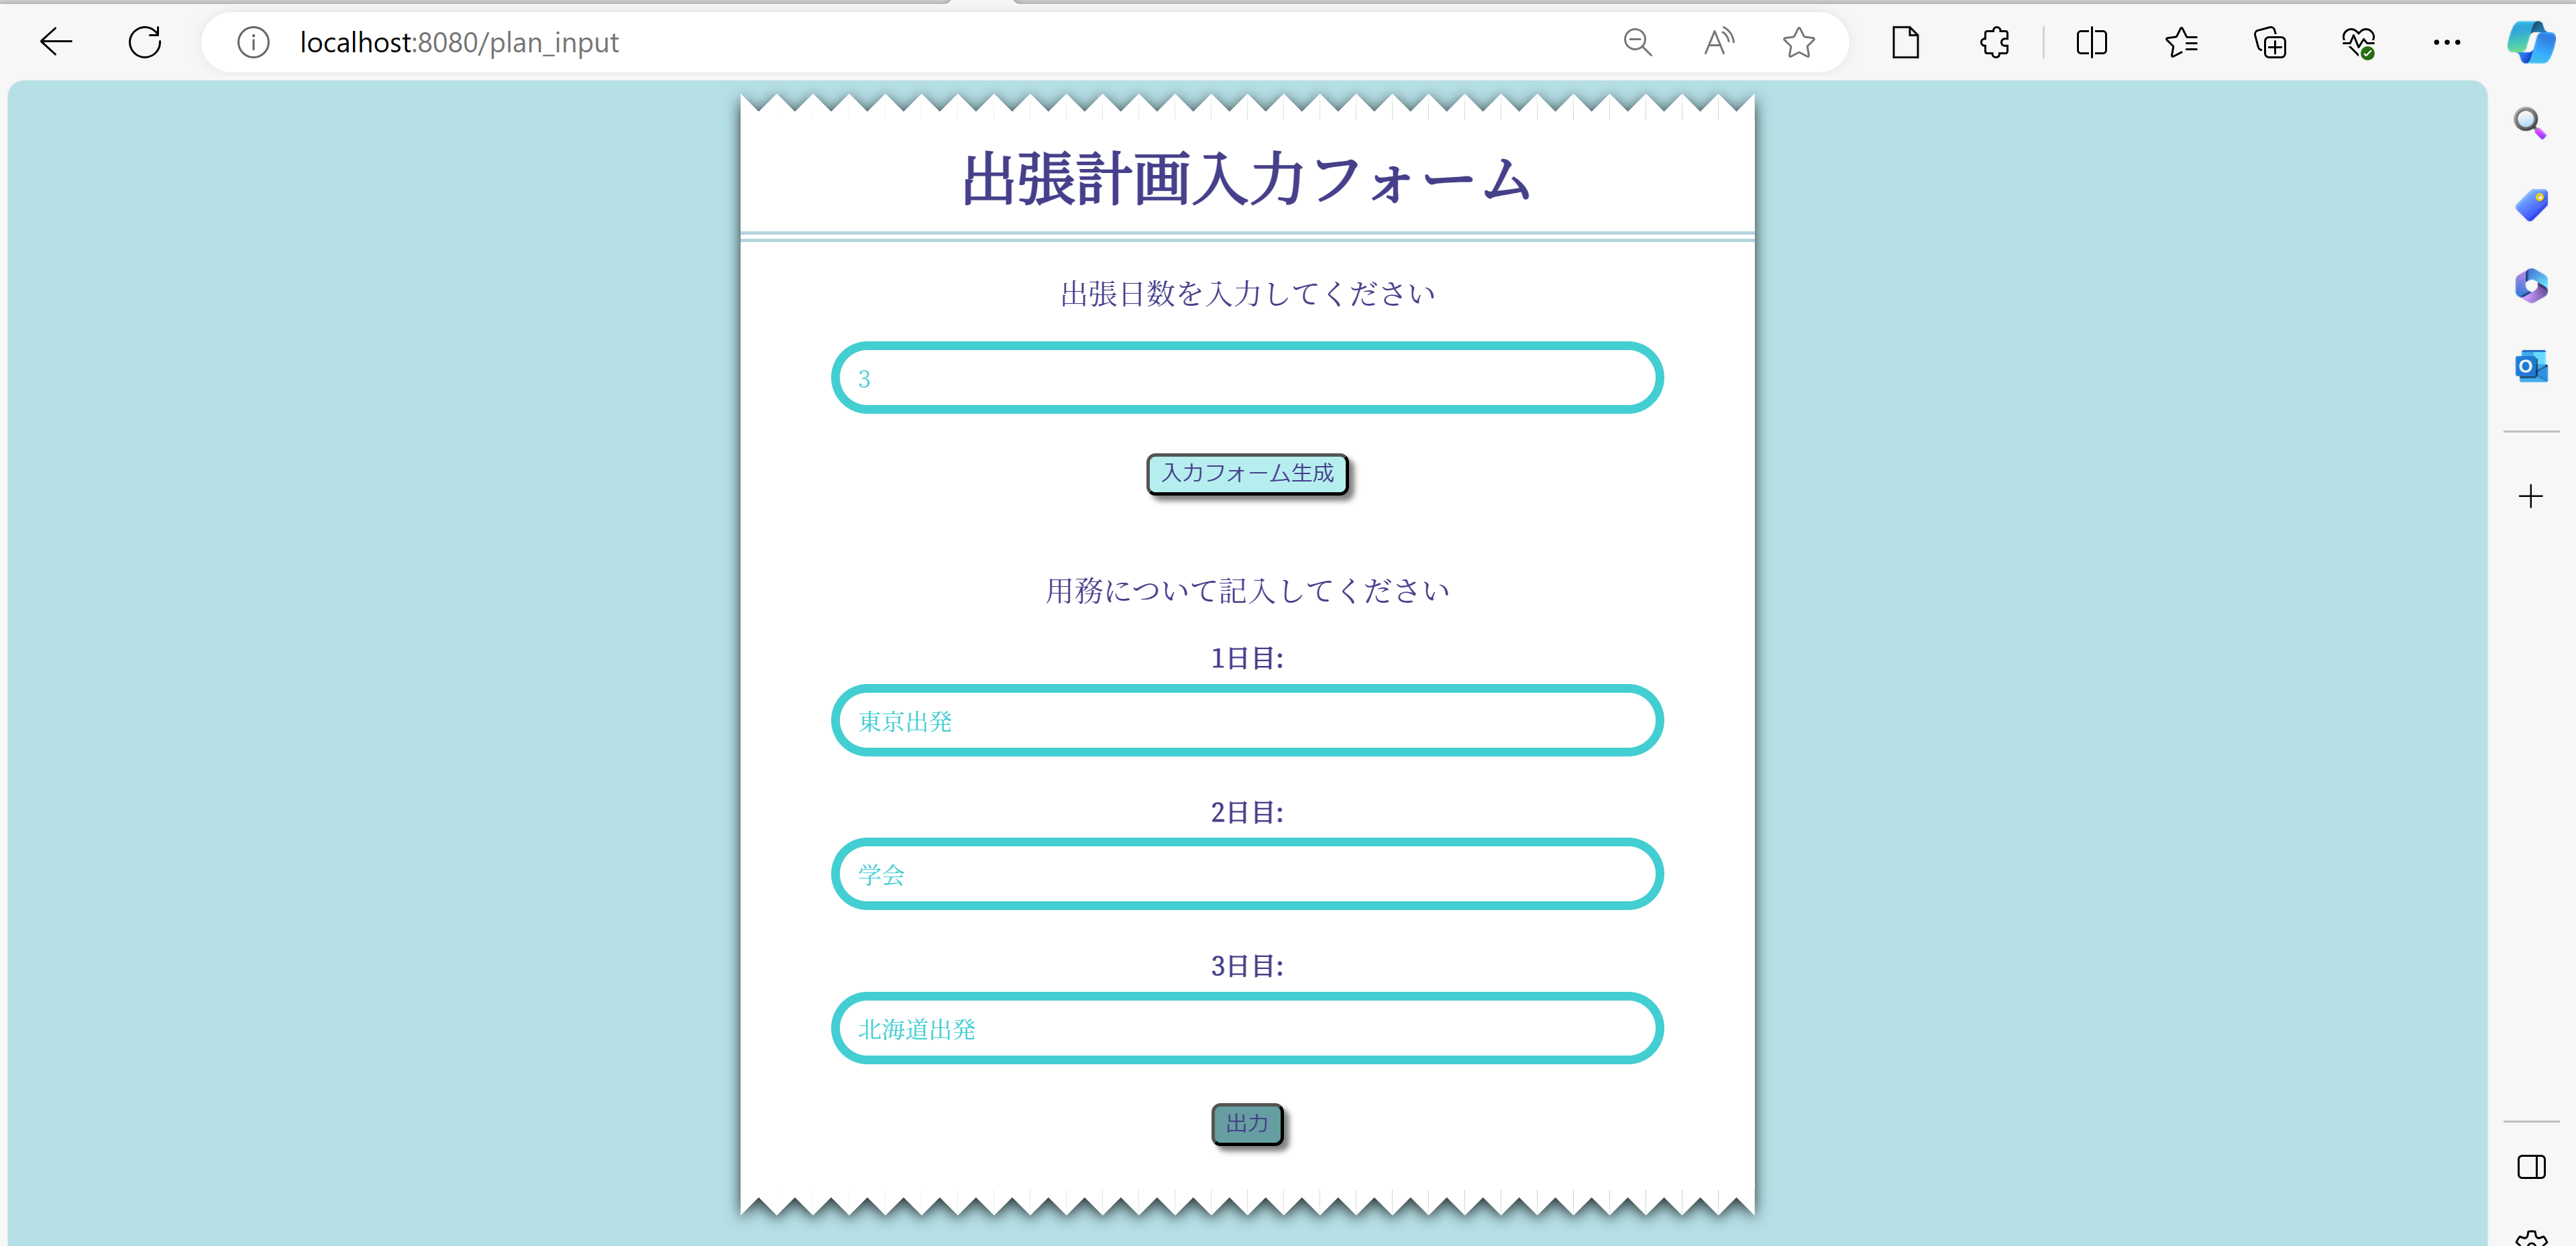 localhost:8080/plan_input
出張計画入力フォーム
出張日数を入力してください
3
入力フォーム生成
用務について記入してください
1日目:
東京出発
2日目:
学会
3日目:
北海道出発
出力